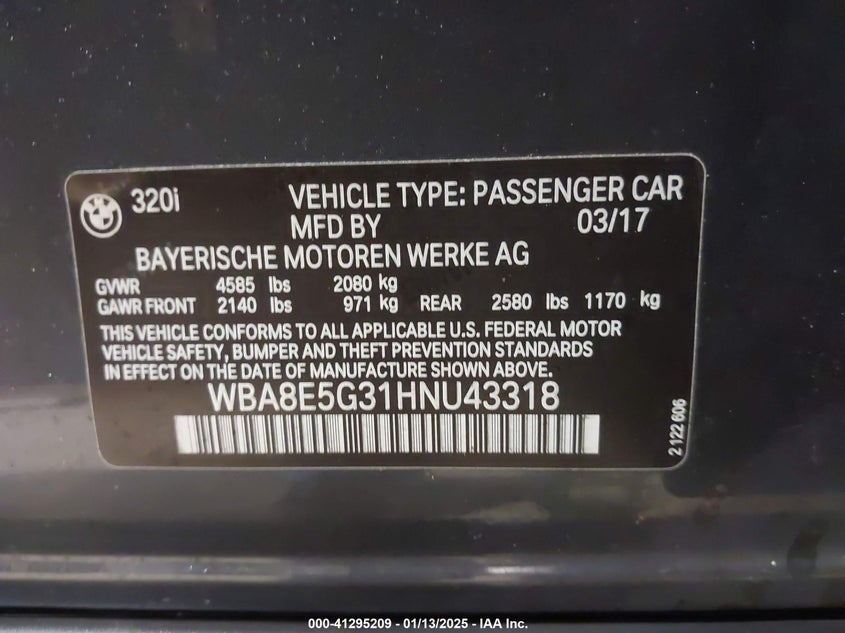 320i VEHICLE TYPE: PASSENGER CAR
MFD BY 03/17
BAYERISCHE MOTOREN WERKE AG
GVWR 4585 lbs 2080 kg
GAWR FRONT 2140 lbs 971 kg REAR 2580 lbs 1170 kg
THIS VEHICLE CONFORMS TO ALL APPLICABLE U.S. FEDERAL MOTOR
VEHICLE SAFETY, BUMPER AND THEFT PREVENTION STANDARDS
IN EFFECT ON THE DATE OF MANUFACTURE SHOWN ABOVE.
WBA8E5G31HNU43318
2 122 606
000-41295209 - 01/13/2025 - IAA Inc.